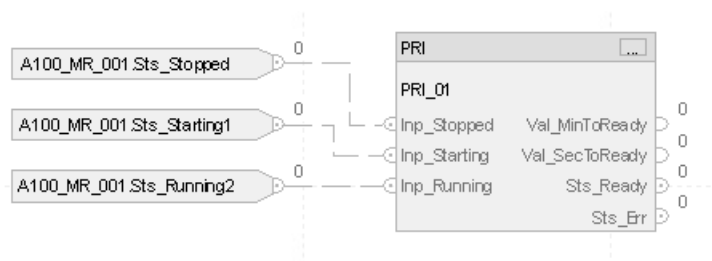 0
PRI
...
A100_MR_001.Sts_Stopped
PRI_01
0
0
A100_MR_001.Sts_Starting1
Inp_Stopped Val_MinToReady
0
Inp_Starting Val_SecToReady
0
0
A100_MR_001.Sts_Running2
Inp_Running Sts_Ready
0
Sts_Err